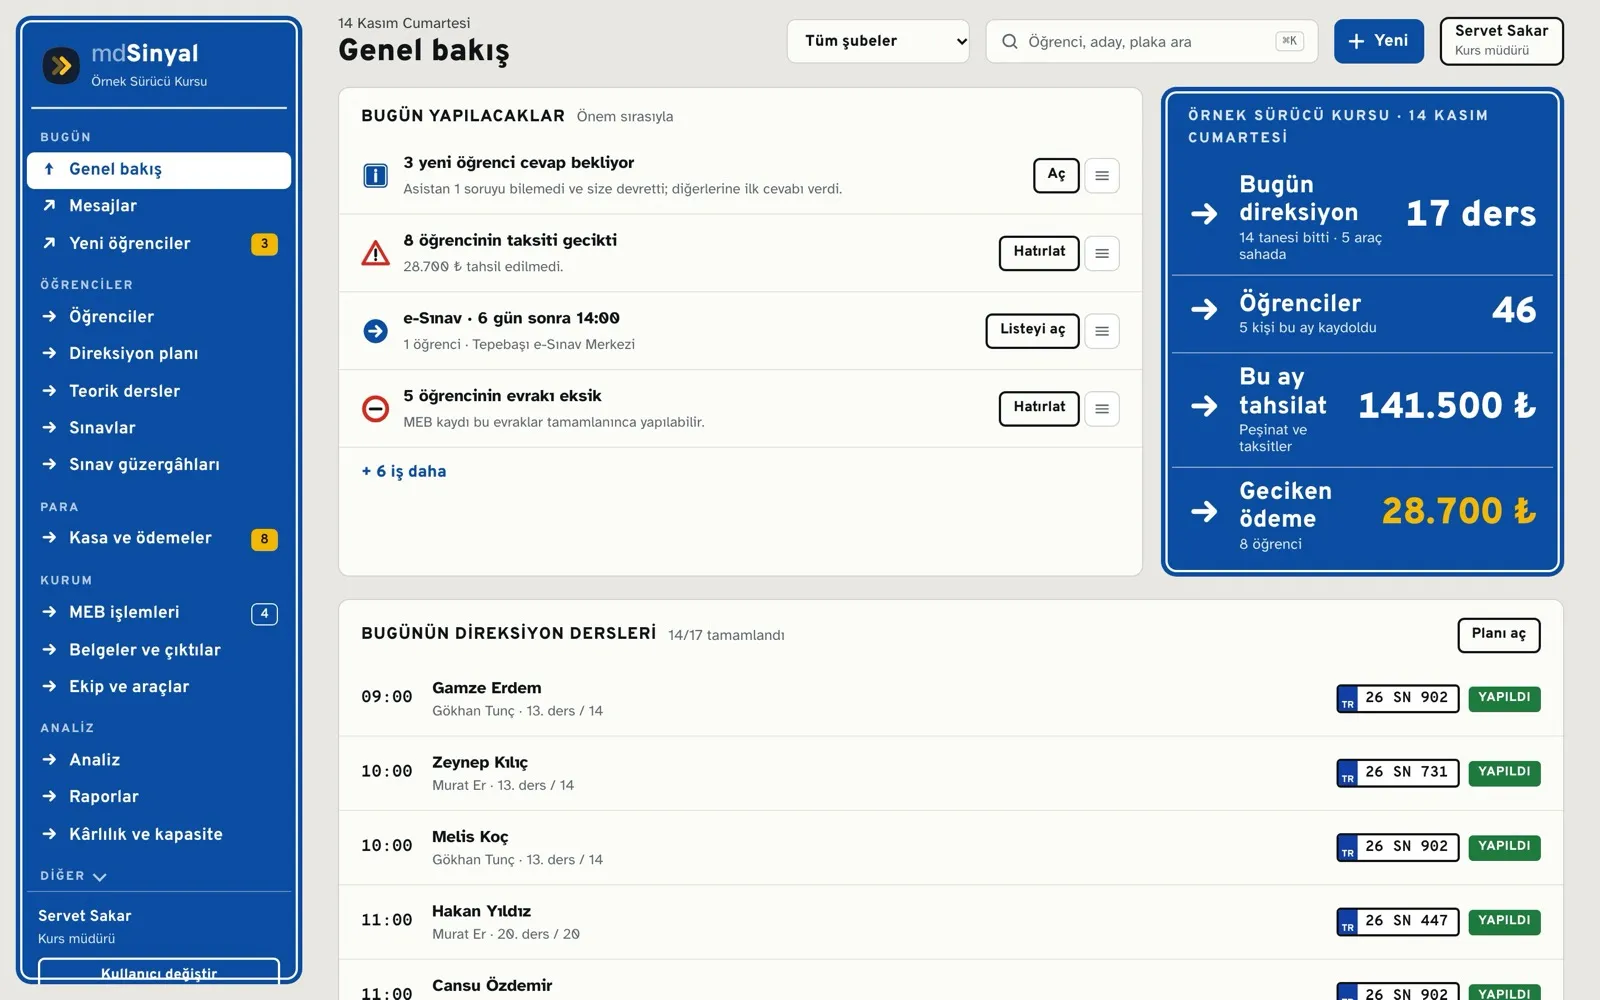 mdSinyal
Örnek Sürücü Kursu
BUGÜN
Genel bakış
Mesajlar
Yeni öğrenciler 3
ÖĞRENCİLER
Öğrenciler
Direksiyon planı
Teorik dersler
Sınavlar
Sınav güzergâhları
PARA
Kasa ve ödemeler 8
KURUM
MEB işlemleri 4
Belgeler ve çıktılar
Ekip ve araçlar
ANALİZ
Analiz
Raporlar
Kârlılık ve kapasite
DİĞER
Servet Sakar
Kurs müdürü
Kullanıcı değiştir
14 Kasım Cumartesi
Genel bakış
Tüm şubeler
Öğrenci, aday, plaka ara ⌘K
+ Yeni
Servet Sakar
Kurs müdürü
BUGÜN YAPILACAKLAR Önem sırasıyla
3 yeni öğrenci cevap bekliyor
Asistan 1 soruyu bilemedi ve size devretti; diğerlerine ilk cevabı verdi.
Aç
8 öğrencinin taksiti gecikti
28.700 ₺ tahsil edilmedi.
Hatırlat
e-Sınav · 6 gün sonra 14:00
1 öğrenci · Tepebaşı e-Sınav Merkezi
Listeyi aç
5 öğrencinin evrakı eksik
MEB kaydı bu evraklar tamamlanınca yapılabilir.
Hatırlat
+ 6 iş daha
ÖRNEK SÜRÜCÜ KURSU · 14 KASIM
CUMARTESİ
Bugün
direksiyon
14 tanesi bitti · 5 araç
sahada
17 ders
Öğrenciler
5 kişi bu ay kaydoldu
46
Bu ay
tahsilat
Peşinat ve
taksitler
141.500 ₺
Geciken
ödeme
8 öğrenci
28.700 ₺
BUGÜNÜN DİREKSİYON DERSLERİ 14/17 tamamlandı
Planı aç
09:00 Gamze Erdem
Gökhan Tunç · 13. ders / 14
TR 26 SN 902 YAPILDI
10:00 Zeynep Kılıç
Murat Er · 13. ders / 14
TR 26 SN 731 YAPILDI
10:00 Melis Koç
Gökhan Tunç · 13. ders / 14
TR 26 SN 902 YAPILDI
11:00 Hakan Yıldız
Murat Er · 20. ders / 20
TR 26 SN 447 YAPILDI
11:00 Cansu Özdemir
26 SN 902 YAPILDI